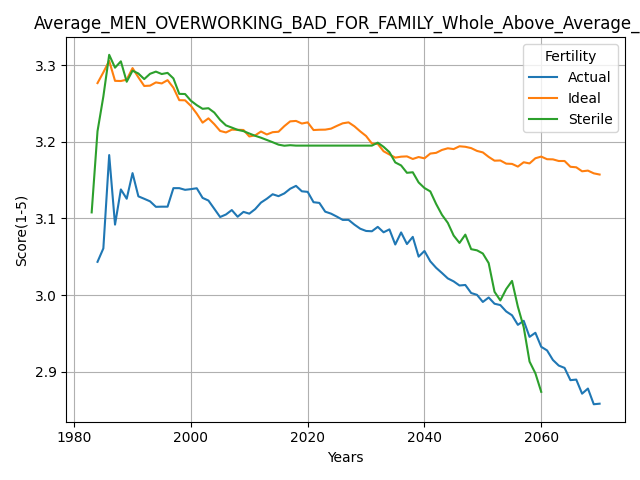 Average_MEN_OVERWORKING_BAD_FOR_FAMILY_Whole_Above_Average_
Fertility
Actual
Ideal
Sterile
Score(1-5)
3.3
3.2
3.1
3.0
2.9
1980 2000 2020 2040 2060
Years